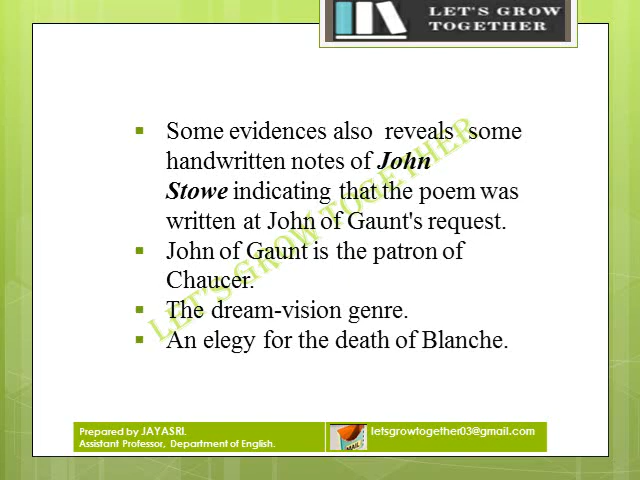 LET'S GROW
TOGETHER
Some evidences also reveals some
handwritten notes of John
Stowe indicating that the poem was
written at John of Gaunt's request.
John of Gaunt is the patron of
Chaucer.
The dream-vision genre.
An elegy for the death of Blanche.
LET'S GROW TOGETHER
Prepared by JAYASRI.
Assistant Professor, Department of English.
letsgrowtogether03@gmail.com